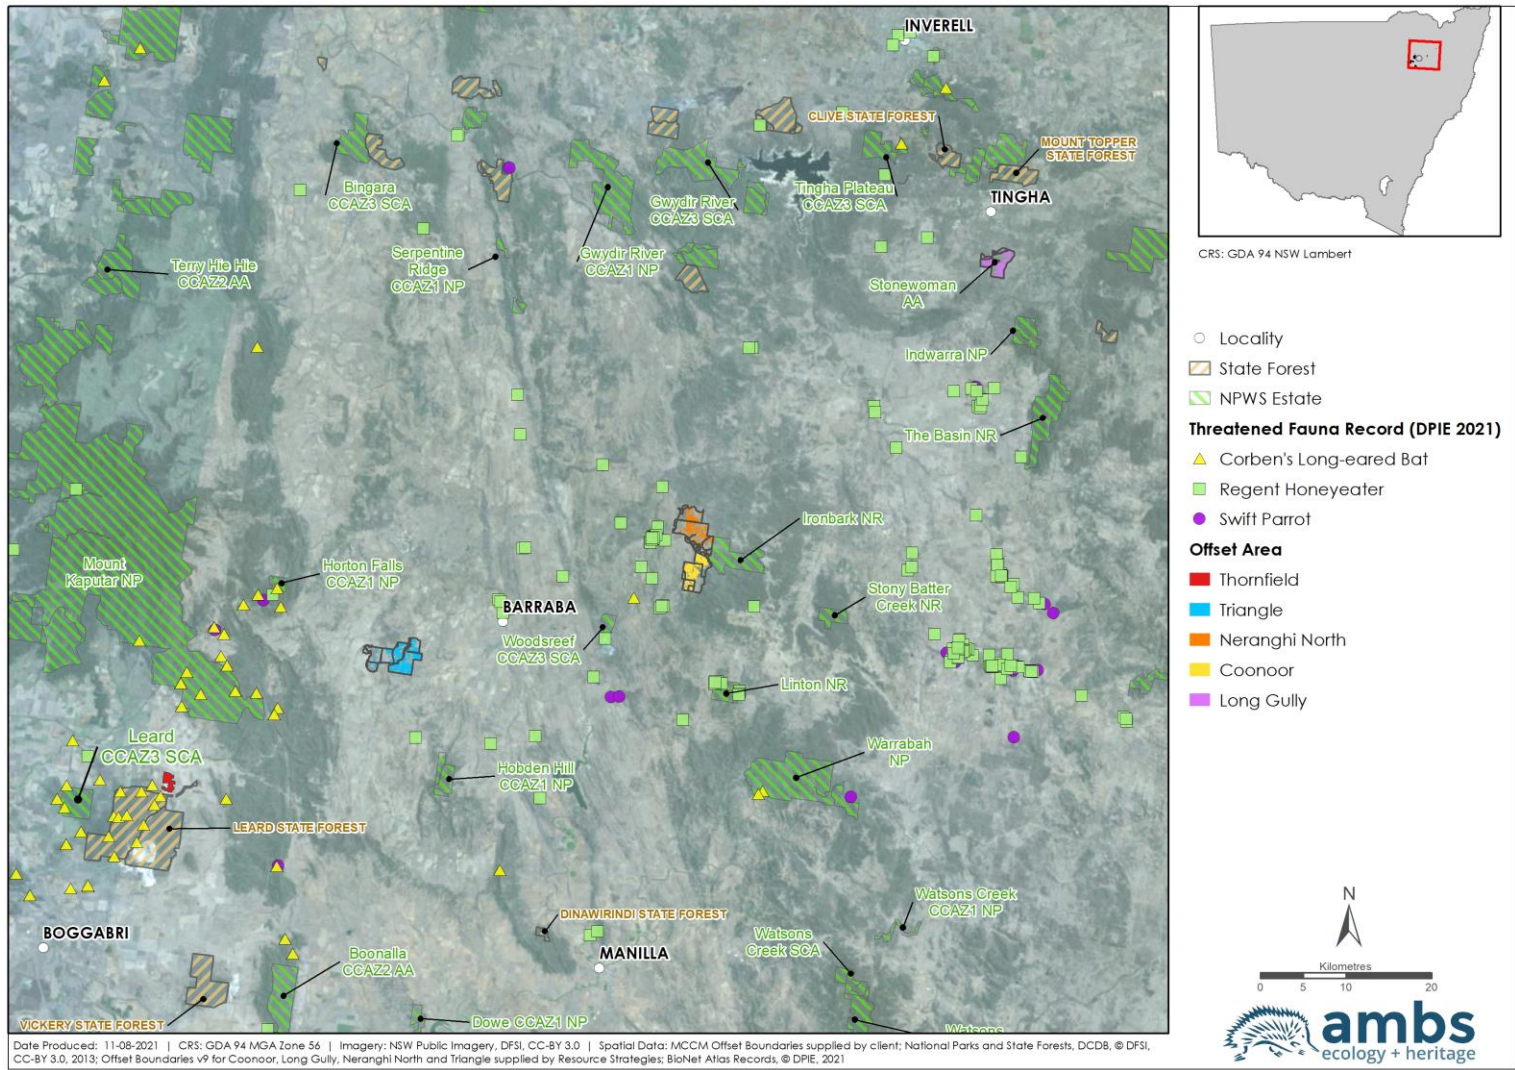 INVERELL
CLIVE STATE FOREST
MOUNT TOPPER
STATE FOREST
Bingara
CCAZ3 SCA
Gwydir River
CCAZ3 SCA
Tingha Plateau
CCAZ3 SCA
TINGHA
Terry Hie Hie
CCAZ2 AA
Serpentine
Ridge
CCAZ1 NP
Gwydir River
CCAZ1 NP
Stonewoman
AA
Indwarra NP
The Basin NR
Ironbark NR
Mount
Kaputar NP
Horton Falls
CCAZ1 NP
BARRABA
Stony Batter
Creek NR
Woodsreef
CCAZ3 SCA
Linton NR
Leard
CCAZ3 SCA
Warrabah
NP
Hobden Hill
CCAZ1 NP
LEARD STATE FOREST
Watsons Creek
CCAZ1 NP
DINAWIRINDI STATE FOREST
BOGGABRI
MANILLA
Watsons
Creek SCA
Boonalla
CCAZ2 AA
VICKERY STATE FOREST
Dowe CCAZ1 NP
Watsons
CRS: GDA 94 NSW Lambert
Locality
State Forest
NPWS Estate
Threatened Fauna Record (DPIE 2021)
Corben's Long-eared Bat
Regent Honeyeater
Swift Parrot
Offset Area
Thornfield
Triangle
Neranghi North
Coonoor
Long Gully
N
Kilometres
0 5 10 20
ambs
ecology + heritage
Date Produced: 11-08-2021 | CRS: GDA 94 MGA Zone 56 | Imagery: NSW Public Imagery, DFSI, CC-BY 3.0 | Spatial Data: MCCM Offset Boundaries supplied by client; National Parks and State Forests, DCDB, © DFSI,
CC-BY 3.0, 2013; Offset Boundaries v9 for Coonoor, Long Gully, Neranghi North and Triangle supplied by Resource Strategies; BioNet Atlas Records, © DPIE, 2021